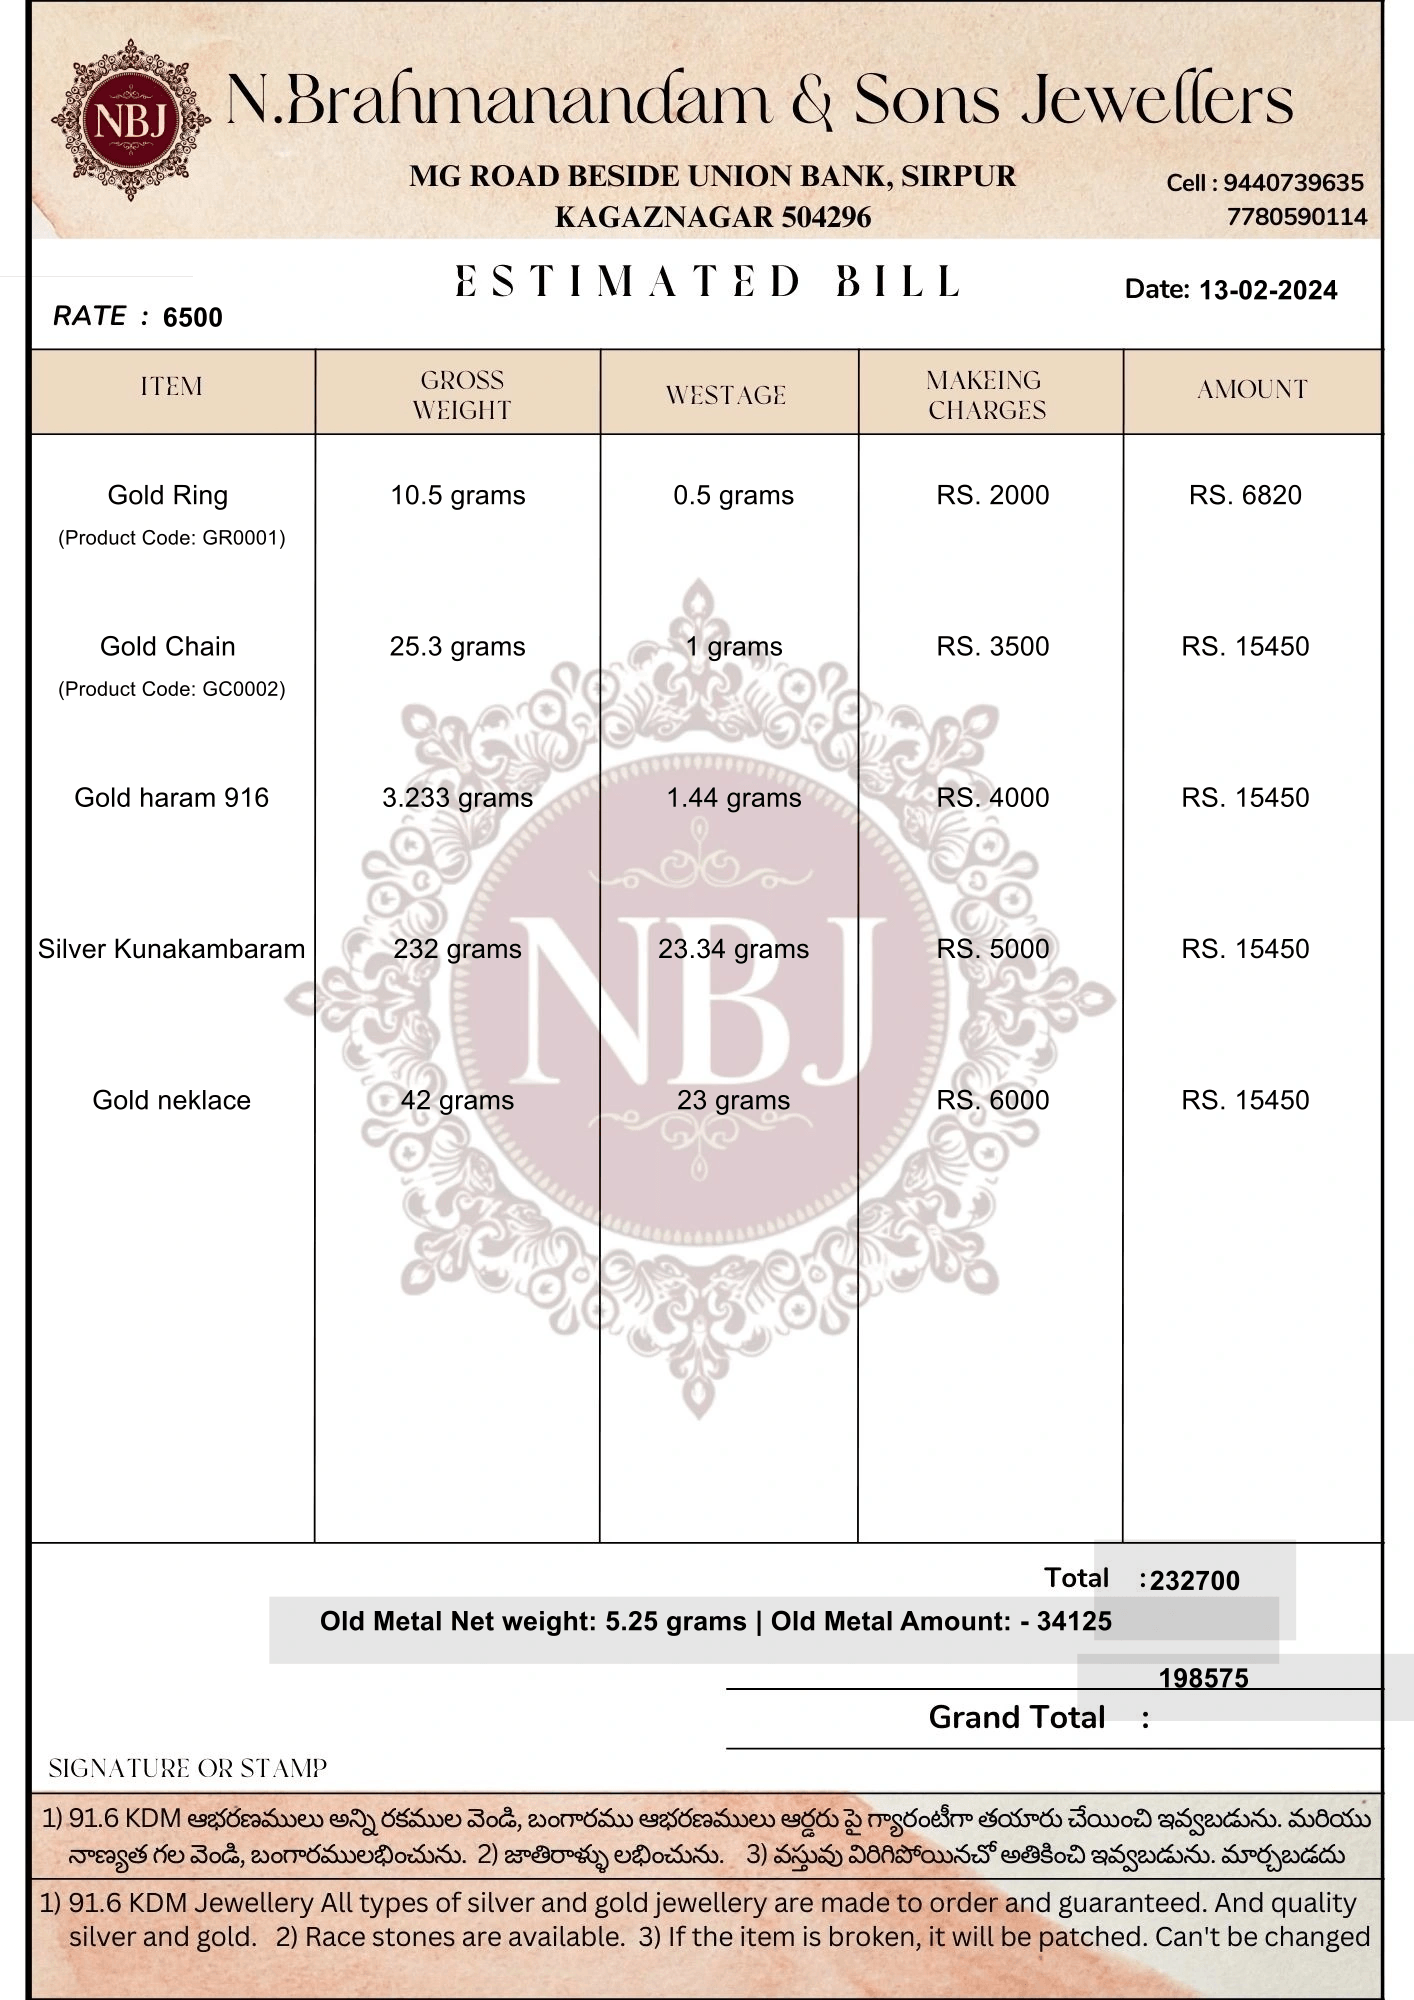 NBJ
N.Brahmanandam & Sons Jewellers
MG ROAD BESIDE UNION BANK, SIRPUR
KAGAZNAGAR 504296
Cell : 9440739635
7780590114
ESTIMATED BILL
Date: 13-02-2024
RATE : 6500
ITEM GROSS WEIGHT WESTAGE MAKEING CHARGES AMOUNT
Gold Ring 10.5 grams 0.5 grams RS. 2000 RS. 6820
(Product Code: GR0001)
Gold Chain 25.3 grams 1 grams RS. 3500 RS. 15450
(Product Code: GC0002)
Gold haram 916 3.233 grams 1.44 grams RS. 4000 RS. 15450
Silver Kunakambaram 232 grams 23.34 grams RS. 5000 RS. 15450
NBJ
Gold neklace 42 grams 23 grams RS. 6000 RS. 15450
Total :232700
Old Metal Net weight: 5.25 grams | Old Metal Amount: - 34125
198575
Grand Total :
SIGNATURE OR STAMP
1) 91.6 KDM ఆభరణములు అన్ని రకముల వెండి, బంగారము ఆభరణములు ఆర్డరు పై గ్యారంటీగా తయారు చేయించి ఇవ్వబడును. మరియు
నాణ్యత గల వెండి, బంగారములభించును. 2) జాతిరాళ్ళు లభించును. 3) వస్తువు విరిగిపోయినచో అతికించి ఇవ్వబడును. మార్చబడదు
1) 91.6 KDM Jewellery All types of silver and gold jewellery are made to order and guaranteed. And quality
silver and gold. 2) Race stones are available. 3) If the item is broken, it will be patched. Can't be changed